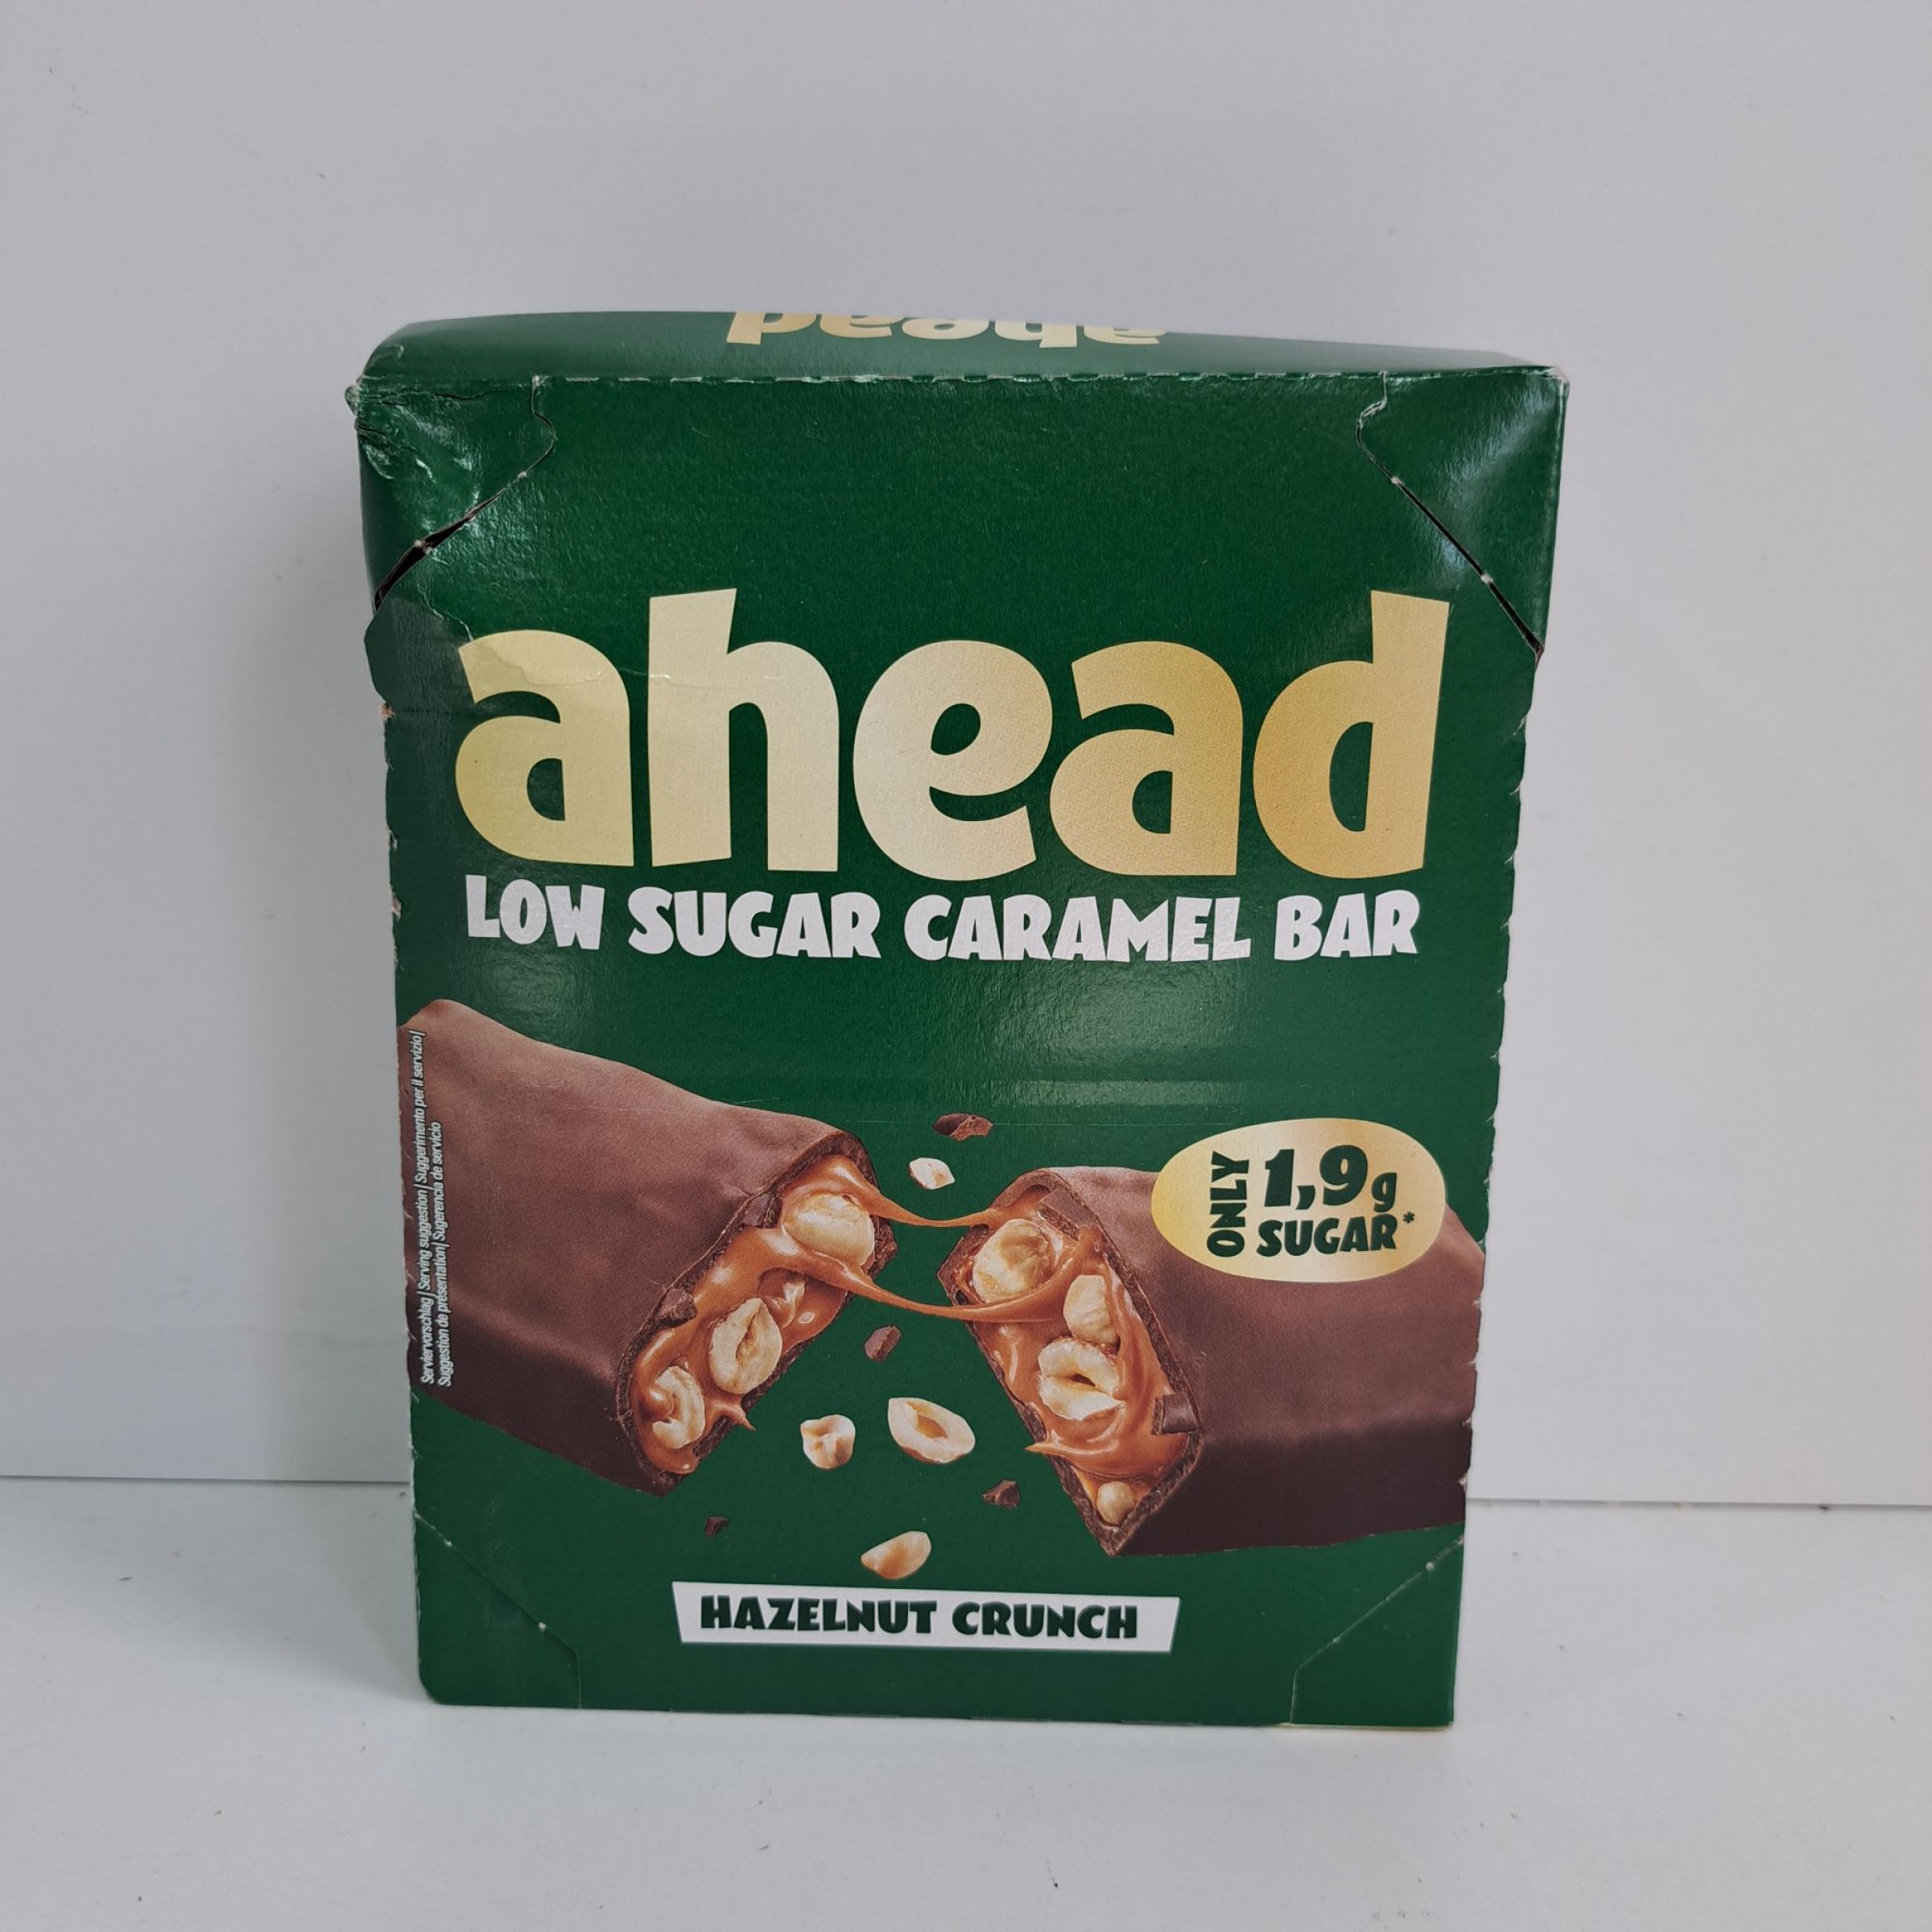 ahead
ahead
LOW SUGAR CARAMEL BAR
Serviervorschlag | Serving suggestion | Suggerimento per il servizio |
Suggestion de présentation | Sugerencia de servicio
ONLY
1,9g
SUGAR*
HAZELNUT CRUNCH